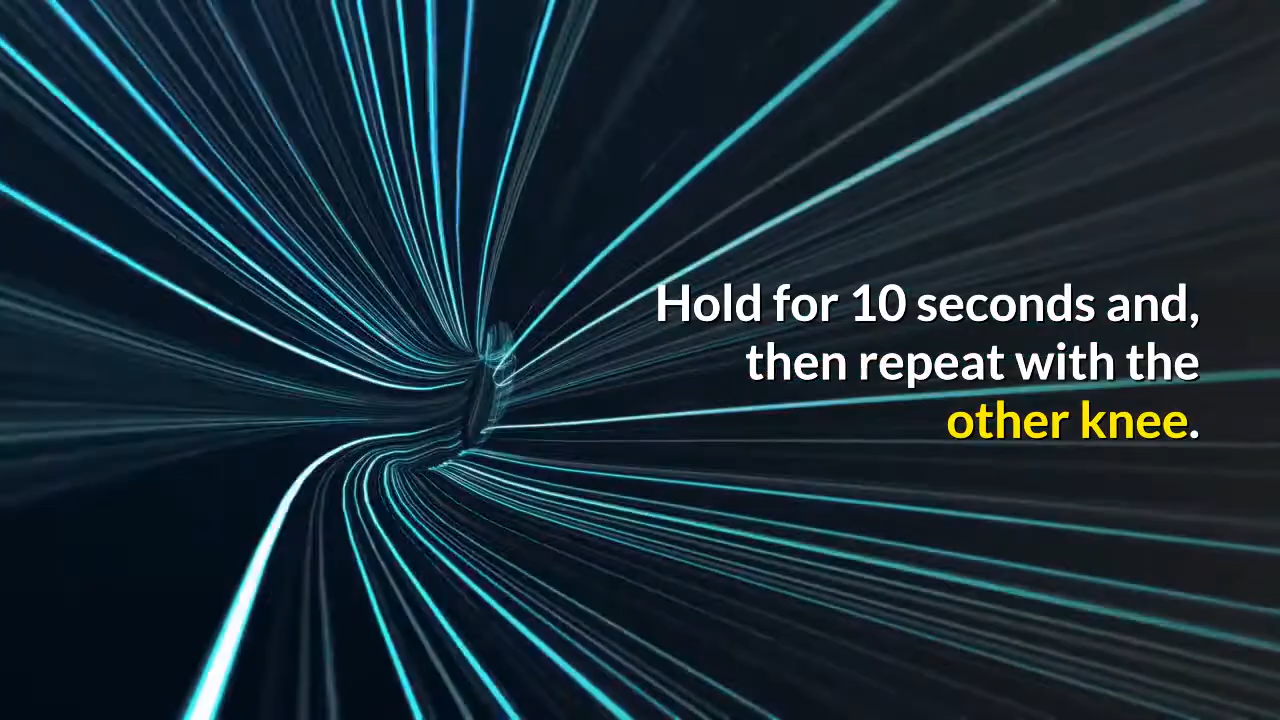 Hold for 10 seconds and,
then repeat with the
other knee.